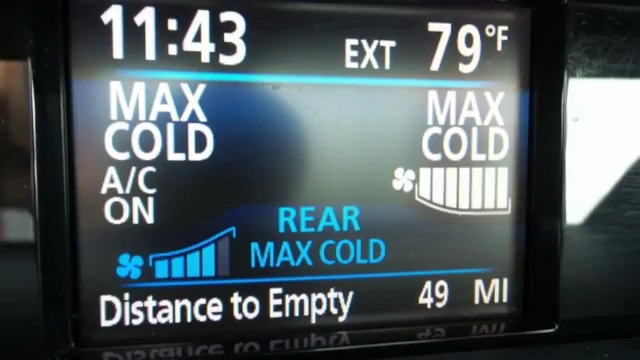 11:43 EXT 79°F
MAX MAX
COLD COLD
A/C
ON
REAR
MAX COLD
Distance to Empty 49 MI